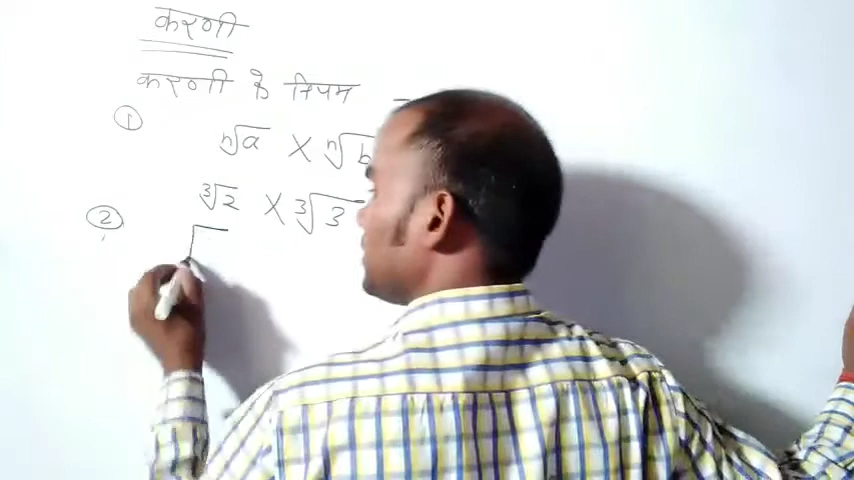 करणी
करणी के नियम
① ⁿ√a × ⁿ√b
³√2 × ³√3
②